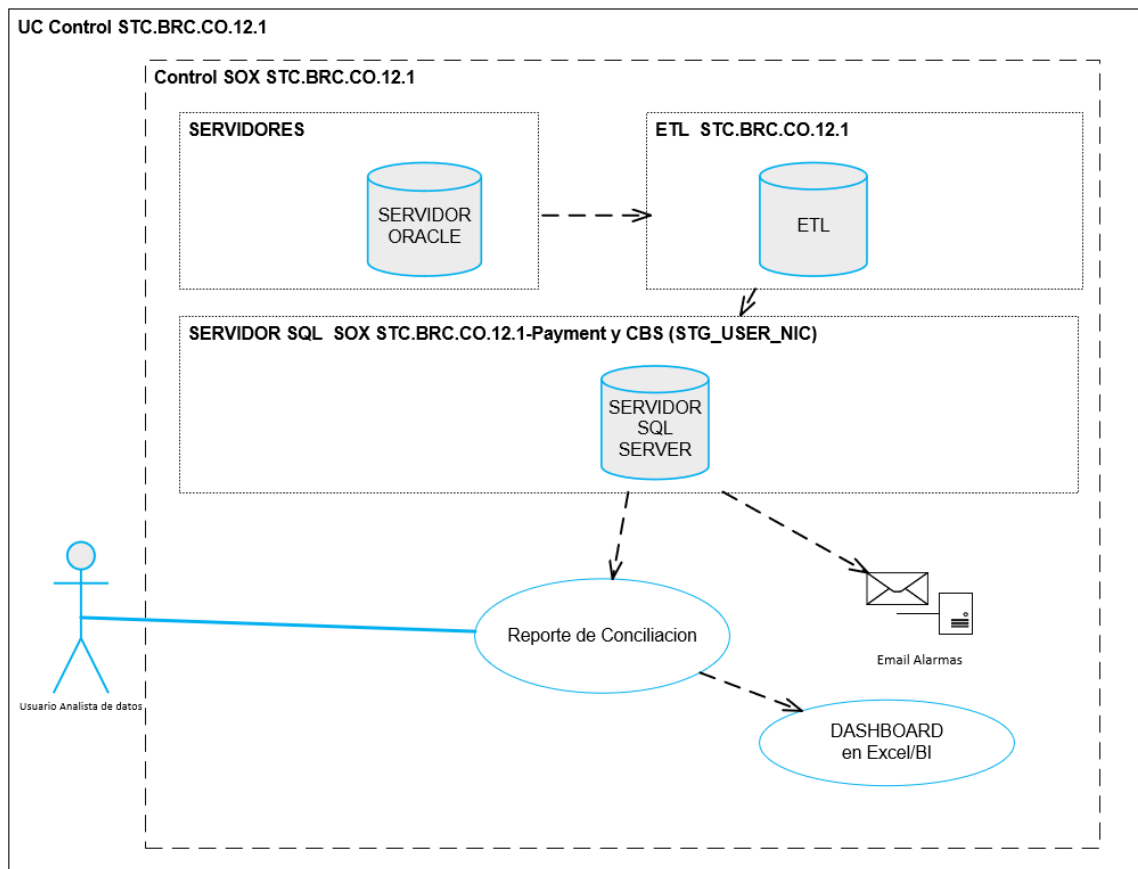 UC Control STC.BRC.CO.12.1
Control SOX STC.BRC.CO.12.1
SERVIDORES
SERVIDOR
ORACLE
ETL STC.BRC.CO.12.1
ETL
SERVIDOR SQL SOX STC.BRC.CO.12.1-Payment y CBS (STG_USER_NIC)
SERVIDOR
SQL
SERVER
Usuario Analista de datos
Reporte de Conciliacion
Email Alarmas
DASHBOARD
en Excel/BI